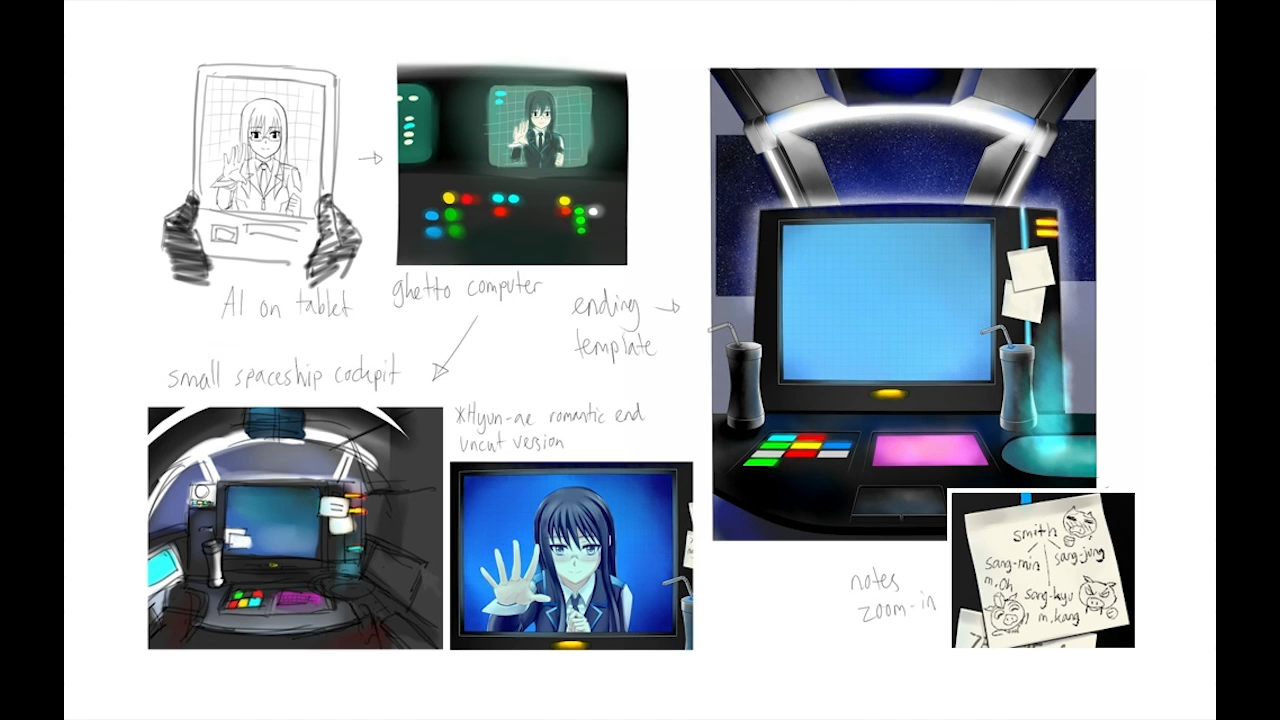 AI on tablet
ghetto computer
ending
template
small spaceship cockpit
*Hyun-ae romantic end
uncut version
notes
zoom-in
smith
sang-min
sang-jung
m.oh
sang-kyu
m.kang